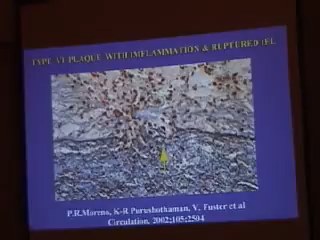 TYPE VI PLAQUE WITH INFLAMMATION & RUPTURED IEL
P.R.Moreno, K-R Purushothaman, V. Fuster et al
Circulation, 2002;105:2504